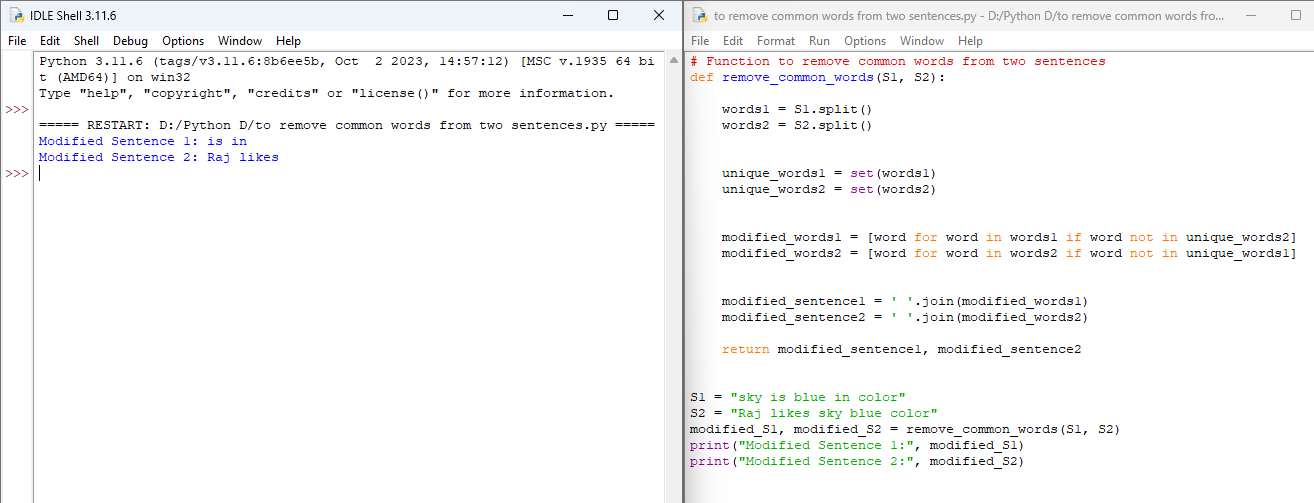 IDLE Shell 3.11.6
File Edit Shell Debug Options Window Help
Python 3.11.6 (tags/v3.11.6:8b6ee5b, Oct  2 2023, 14:57:12) [MSC v.1935 64 bi
t (AMD64)] on win32
Type "help", "copyright", "credits" or "license()" for more information.
>>>
===== RESTART: D:/Python D/to remove common words from two sentences.py =====
Modified Sentence 1: is in
Modified Sentence 2: Raj likes
>>>
to remove common words from two sentences.py - D:/Python D/to remove common words fro...
File Edit Format Run Options Window Help
# Function to remove common words from two sentences
def remove_common_words(S1, S2):
    words1 = S1.split()
    words2 = S2.split()
    unique_words1 = set(words1)
    unique_words2 = set(words2)
    modified_words1 = [word for word in words1 if word not in unique_words2]
    modified_words2 = [word for word in words2 if word not in unique_words1]
    modified_sentence1 = ' '.join(modified_words1)
    modified_sentence2 = ' '.join(modified_words2)
    return modified_sentence1, modified_sentence2
S1 = "sky is blue in color"
S2 = "Raj likes sky blue color"
modified_S1, modified_S2 = remove_common_words(S1, S2)
print("Modified Sentence 1:", modified_S1)
print("Modified Sentence 2:", modified_S2)